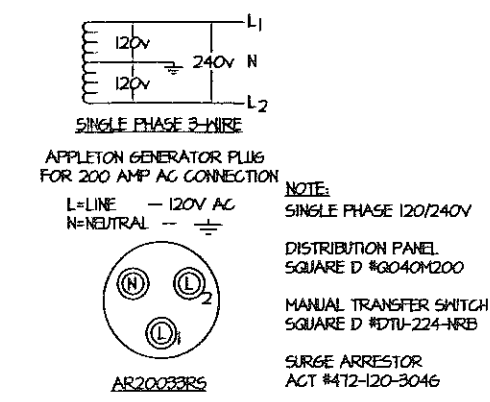 L1
120V
240V N
120V
L2
SINGLE PHASE 3-WIRE
APPLETON GENERATOR PLUG
FOR 200 AMP AC CONNECTION
L=LINE — 120V AC
N=NEUTRAL --
N
L2
L1
AR20033RS
NOTE:
SINGLE PHASE 120/240V
DISTRIBUTION PANEL
SQUARE D #QO40M200
MANUAL TRANSFER SWITCH
SQUARE D #DTU-224-NRB
SURGE ARRESTOR
ACT #472-120-3046